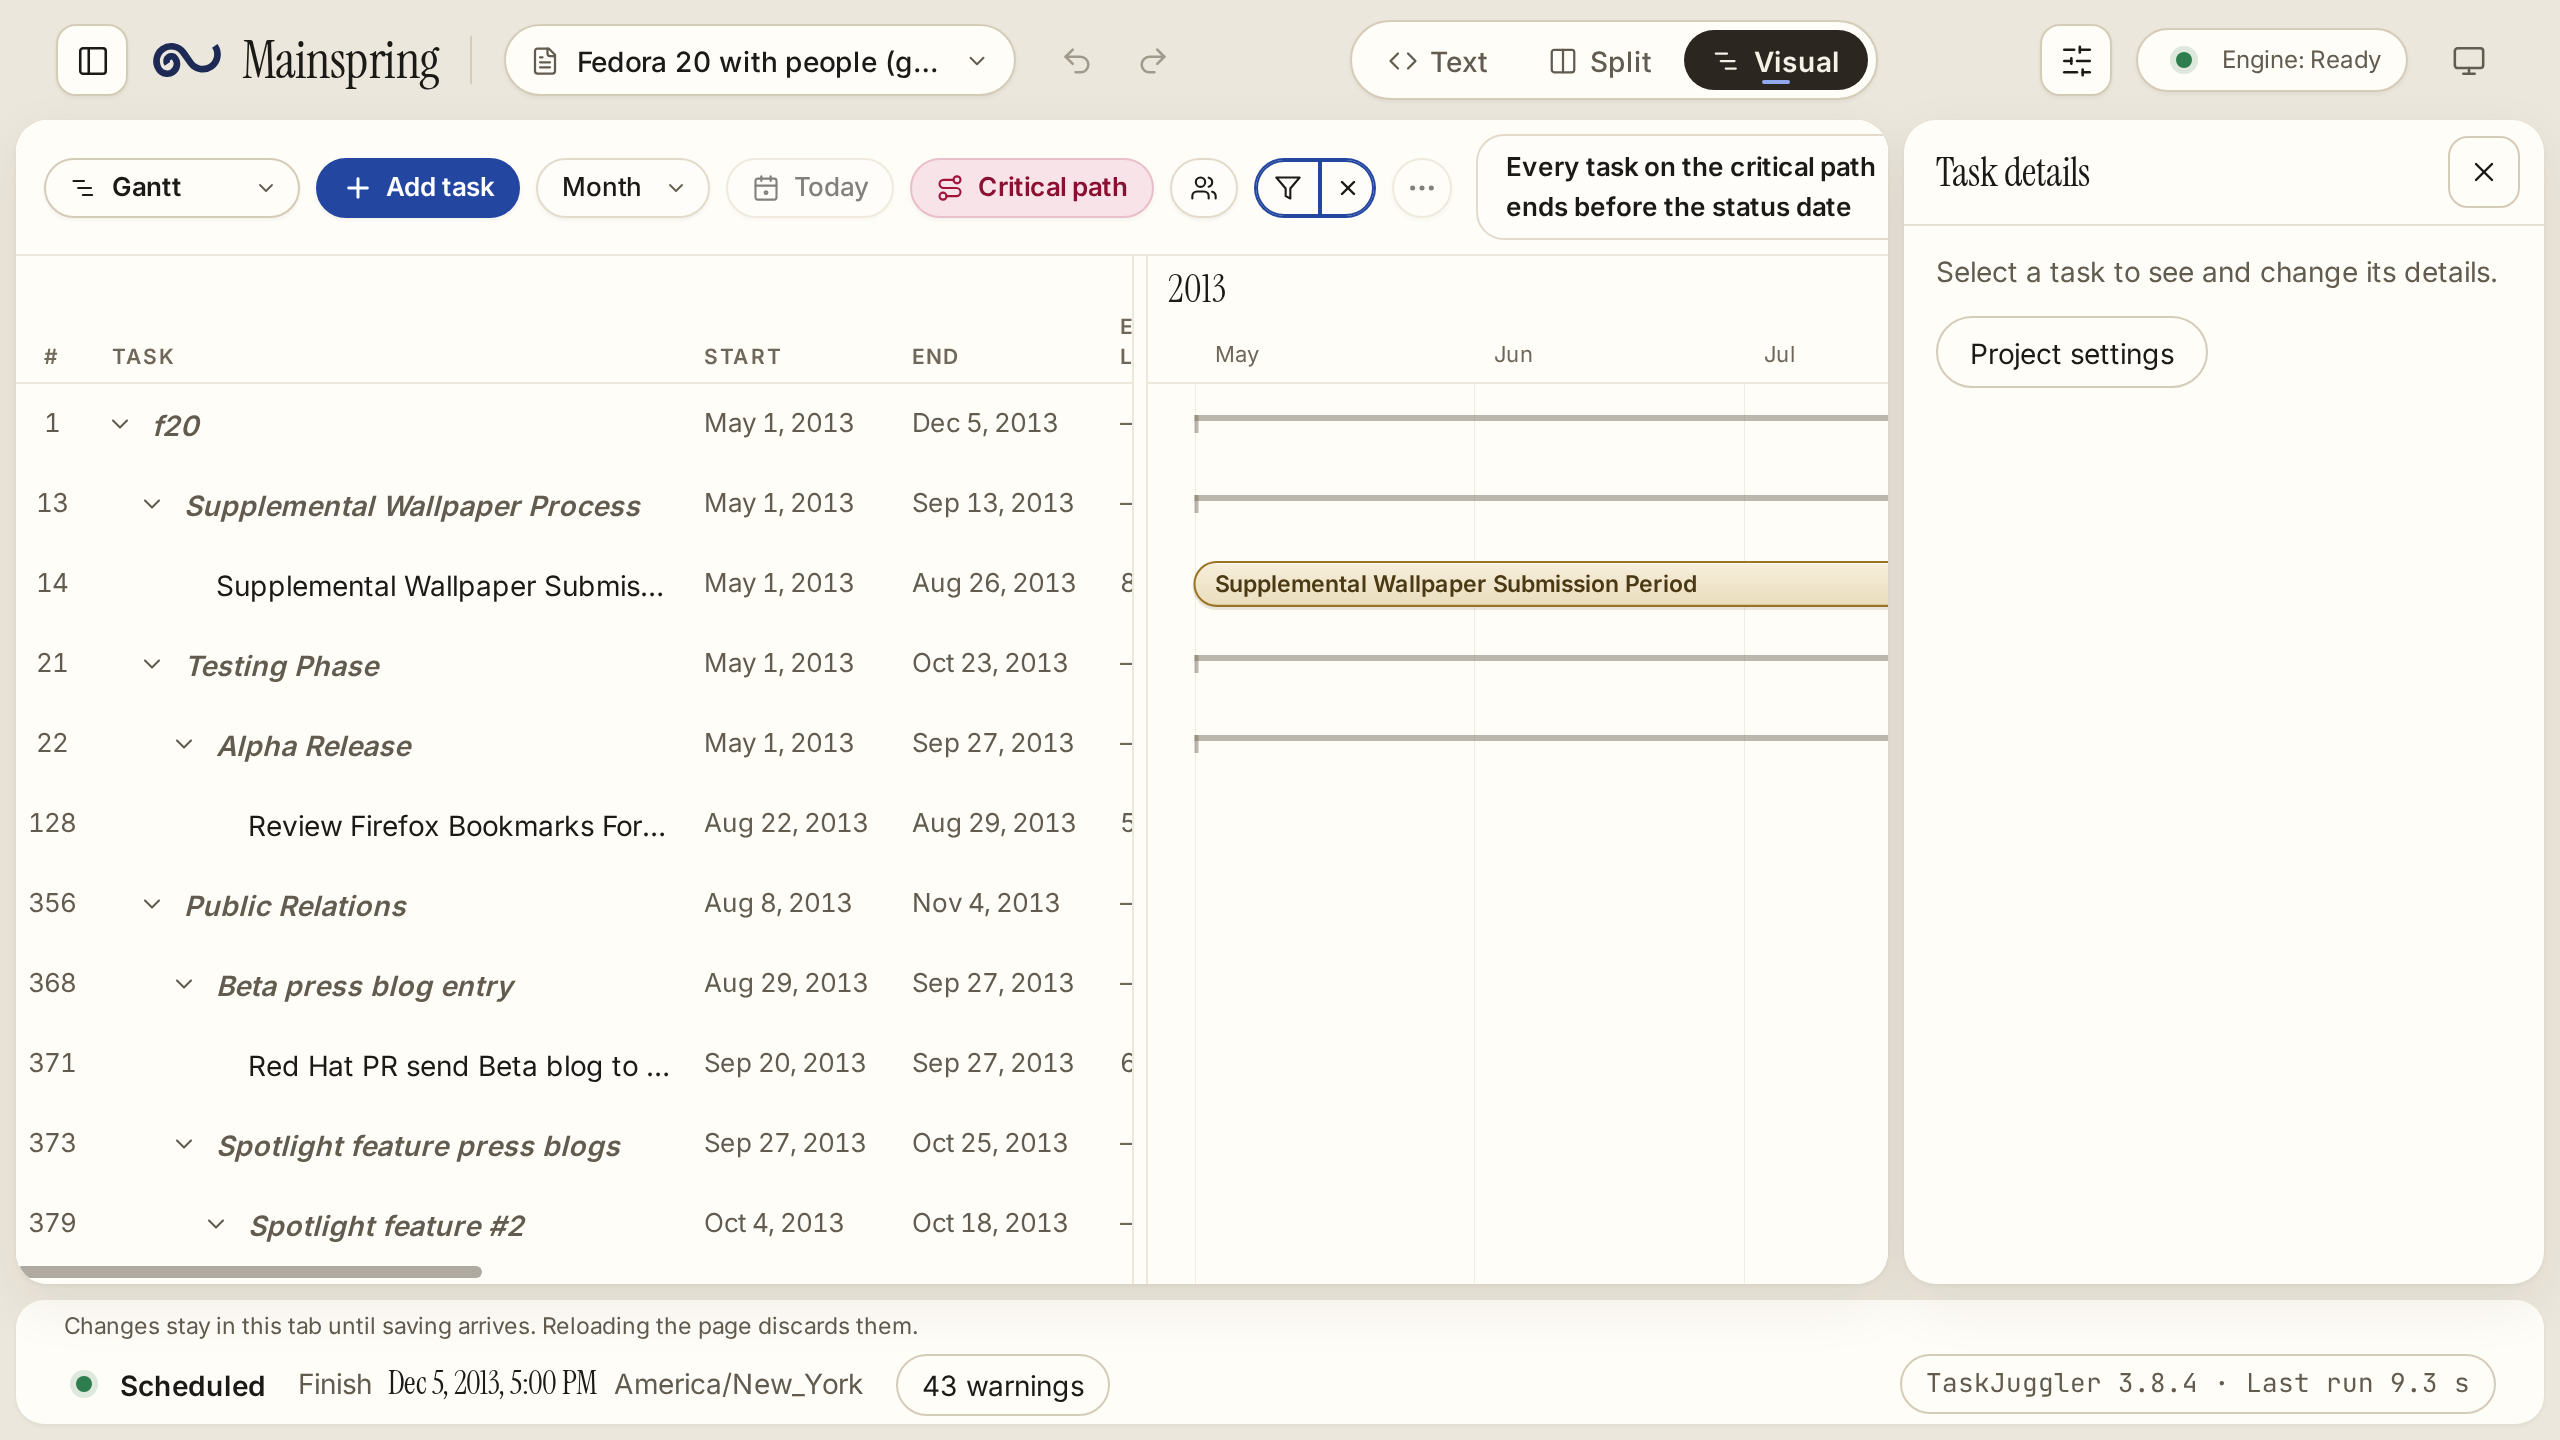 Mainspring
Fedora 20 with people (g...
Text
Split
Visual
Engine: Ready
Gantt
Add task
Month
Today
Critical path
Every task on the critical path
ends before the status date
Task details
Select a task to see and change its details.
Project settings
2013
# TASK START END
May Jun Jul
1 f20 May 1, 2013 Dec 5, 2013 –
13 Supplemental Wallpaper Process May 1, 2013 Sep 13, 2013 –
14 Supplemental Wallpaper Submis... May 1, 2013 Aug 26, 2013 8
Supplemental Wallpaper Submission Period
21 Testing Phase May 1, 2013 Oct 23, 2013 –
22 Alpha Release May 1, 2013 Sep 27, 2013 –
128 Review Firefox Bookmarks For... Aug 22, 2013 Aug 29, 2013 5
356 Public Relations Aug 8, 2013 Nov 4, 2013 –
368 Beta press blog entry Aug 29, 2013 Sep 27, 2013 –
371 Red Hat PR send Beta blog to ... Sep 20, 2013 Sep 27, 2013 6
373 Spotlight feature press blogs Sep 27, 2013 Oct 25, 2013 –
379 Spotlight feature #2 Oct 4, 2013 Oct 18, 2013 –
Changes stay in this tab until saving arrives. Reloading the page discards them.
Scheduled Finish Dec 5, 2013, 5:00 PM America/New_York 43 warnings
TaskJuggler 3.8.4 · Last run 9.3 s